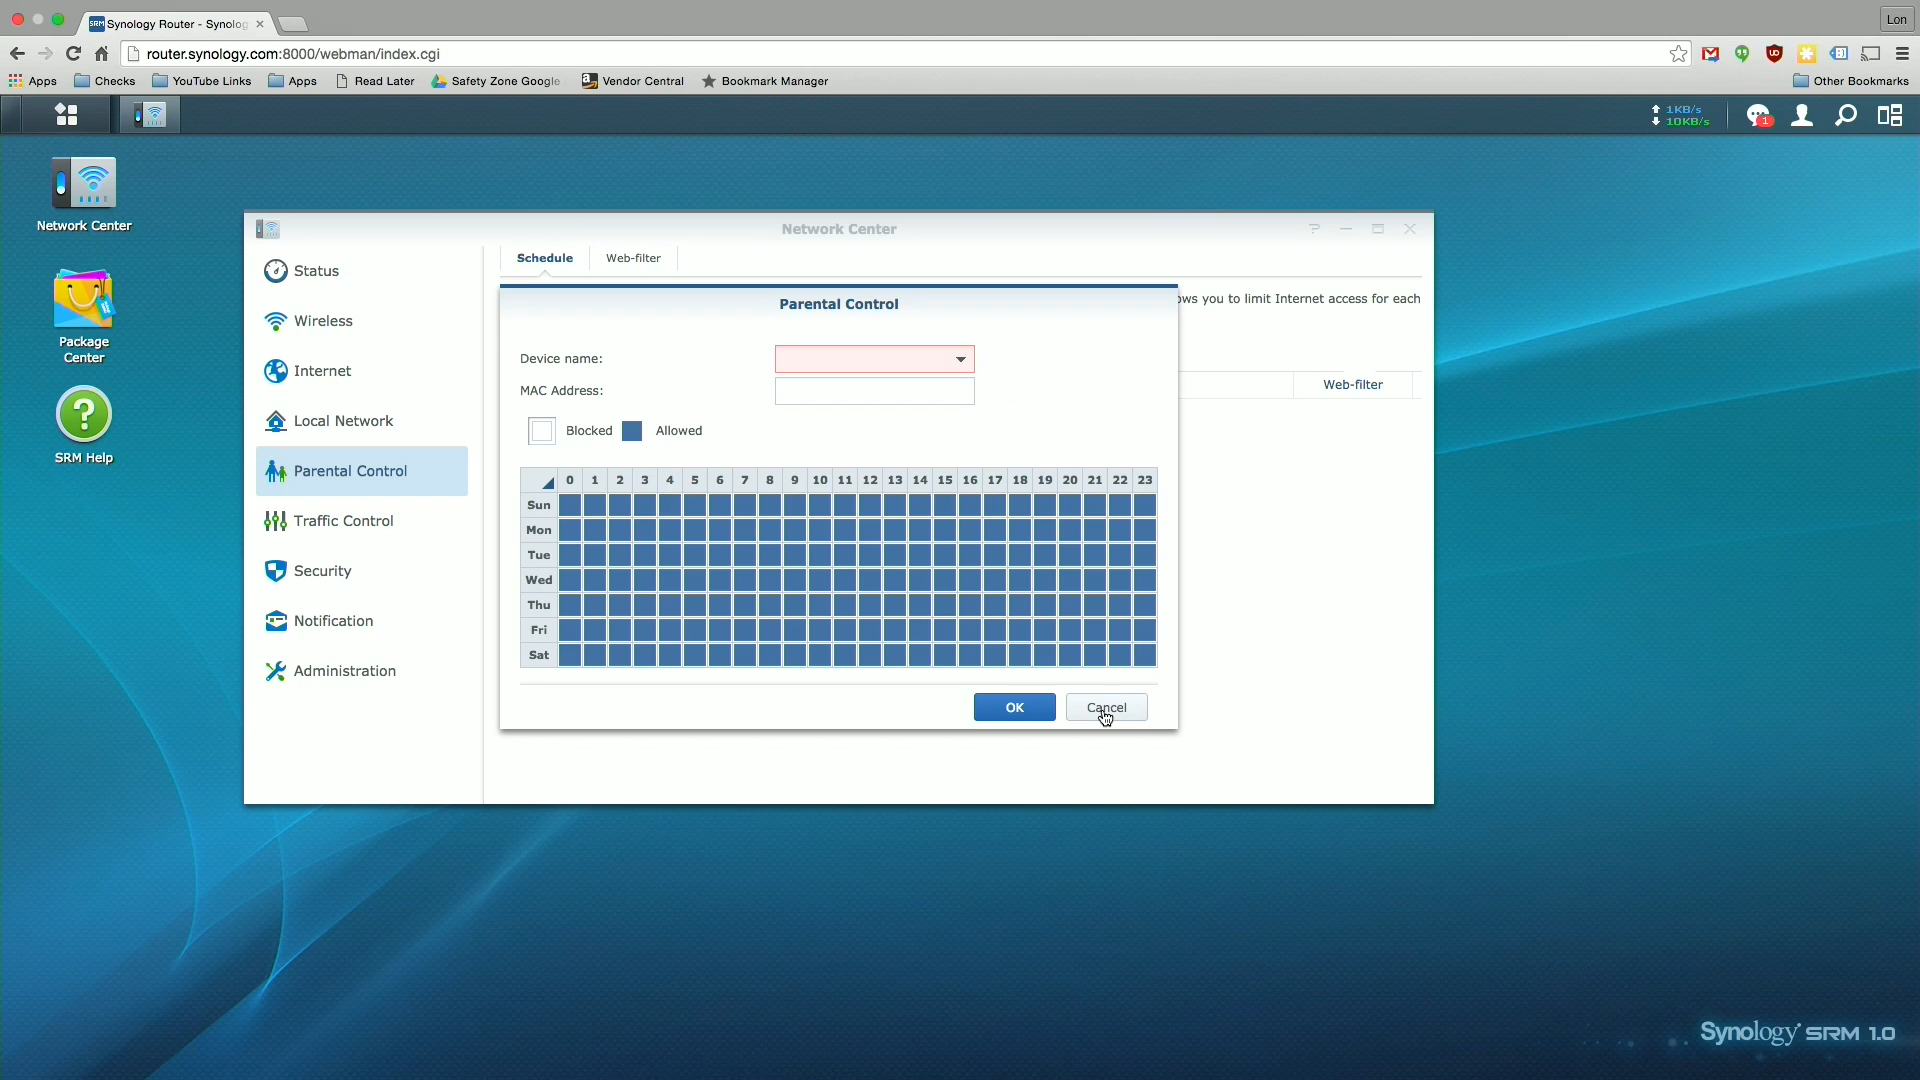 Synology Router - Synolog
Lon
router.synology.com:8000/webman/index.cgi
Apps Checks YouTube Links Apps Read Later Safety Zone Google Vendor Central Bookmark Manager Other Bookmarks
1KB/s
10KB/s
1
Network Center
Package
Center
SRM Help
Network Center
Status
Wireless
Internet
Local Network
Parental Control
Traffic Control
Security
Notification
Administration
Schedule Web-filter
ows you to limit Internet access for each
Web-filter
Parental Control
Device name:
MAC Address:
Blocked Allowed
0 1 2 3 4 5 6 7 8 9 10 11 12 13 14 15 16 17 18 19 20 21 22 23
Sun
Mon
Tue
Wed
Thu
Fri
Sat
OK Cancel
Synology SRM 1.0